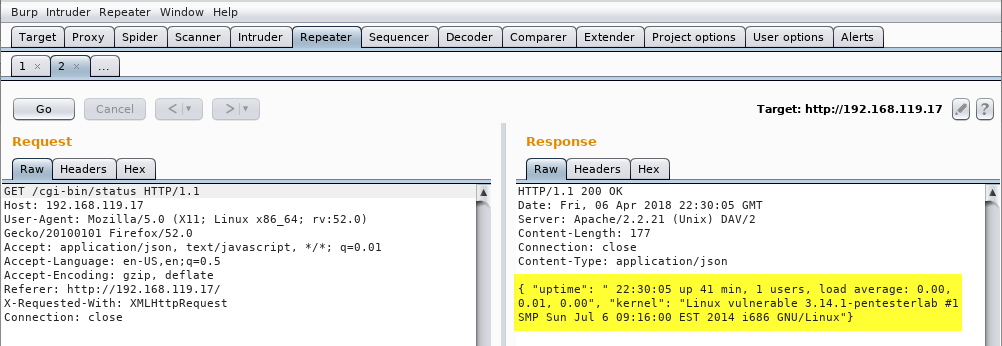 Burp Intruder Repeater Window Help
Target Proxy Spider Scanner Intruder Repeater Sequencer Decoder Comparer Extender Project options User options Alerts
1 × 2 × ...
Go Cancel < > Target: http://192.168.119.17 ?
Request
Raw Headers Hex
GET /cgi-bin/status HTTP/1.1
Host: 192.168.119.17
User-Agent: Mozilla/5.0 (X11; Linux x86_64; rv:52.0)
Gecko/20100101 Firefox/52.0
Accept: application/json, text/javascript, */*; q=0.01
Accept-Language: en-US,en;q=0.5
Accept-Encoding: gzip, deflate
Referer: http://192.168.119.17/
X-Requested-With: XMLHttpRequest
Connection: close
Response
Raw Headers Hex
HTTP/1.1 200 OK
Date: Fri, 06 Apr 2018 22:30:05 GMT
Server: Apache/2.2.21 (Unix) DAV/2
Content-Length: 177
Connection: close
Content-Type: application/json
{ "uptime": " 22:30:05 up 41 min, 1 users, load average: 0.00,
0.01, 0.00", "kernel": "Linux vulnerable 3.14.1-pentesterlab #1
SMP Sun Jul 6 09:16:00 EST 2014 i686 GNU/Linux"}